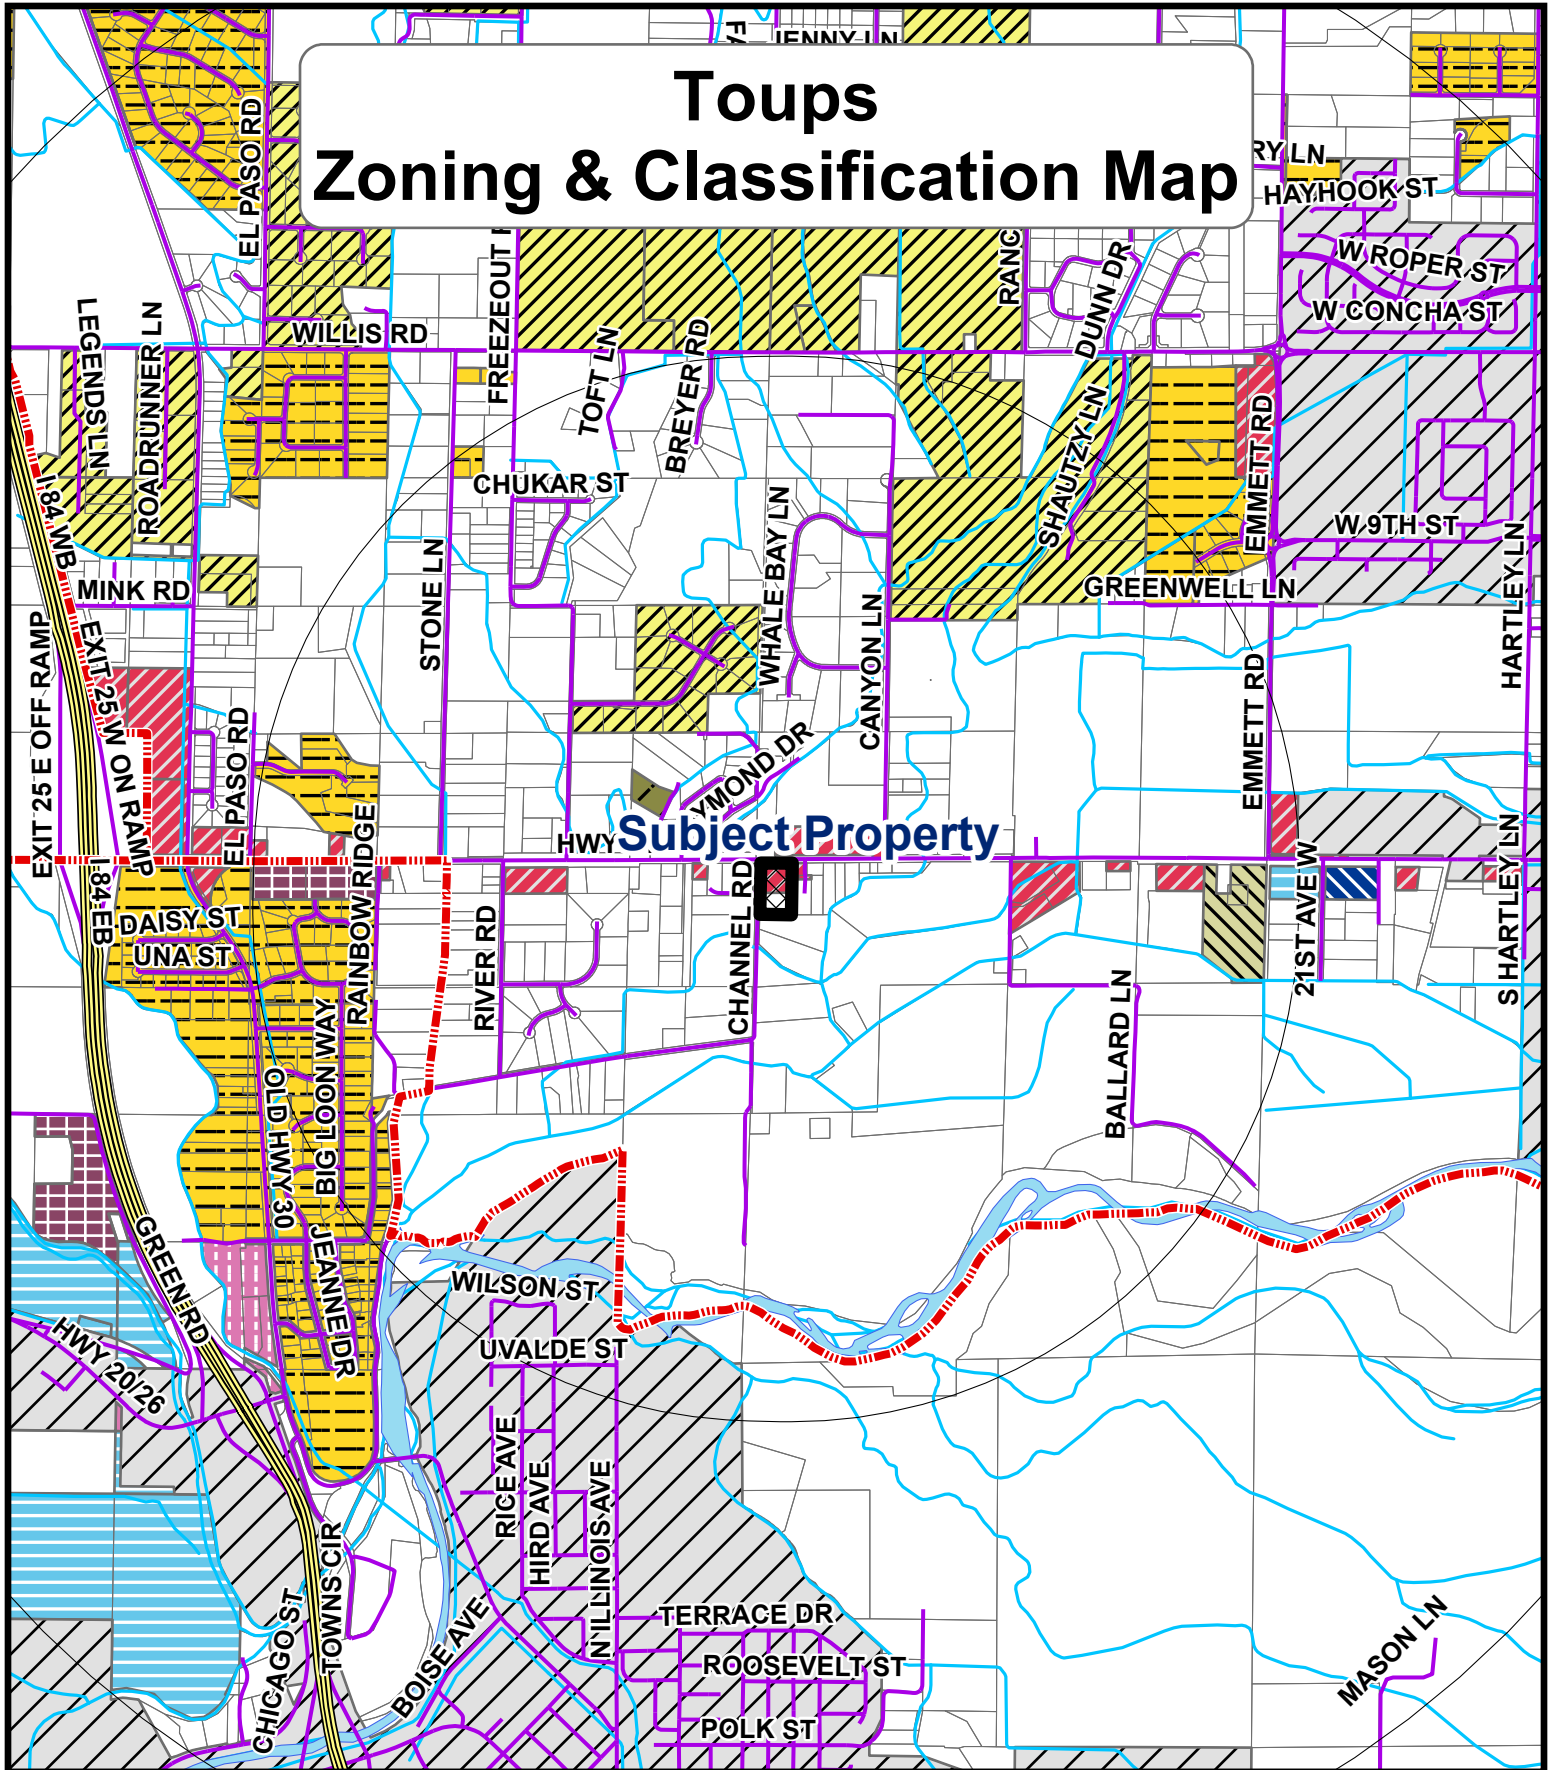 Toups
Zoning & Classification Map
JENNY LN
EL PASO RD
HAYHOOK ST
W ROPER ST
W CONCHA ST
WILLIS RD
DUNN DR
LEGENDS LN
ROADRUNNER LN
TOFT LN
BREYER RD
CHUKAR ST
SHAUTZY LN
EMMETT RD
W 9TH ST
I 84 WB
MINK RD
GREENWELL LN
HARTLEY LN
STONE LN
WHALE BAY LN
CANYON LN
EMMETT RD
EXIT 25 E OFF RAMP
EXIT 25 W ON RAMP
EL PASO RD
HWY
Subject Property
I 84 EB
DAISY ST
UNA ST
RAINBOW RIDGE
RIVER RD
CHANNEL RD
21ST AVE W
S HARTLEY LN
BALLARD LN
OLD HWY 30
BIG LOON WAY
JEANNE DR
GREEN RD
HWY 20/26
WILSON ST
UVALDE ST
RICE AVE
HIRD AVE
N ILLINOIS AVE
TOWNS CIR
CHICAGO ST
BOISE AVE
TERRACE DR
ROOSEVELT ST
POLK ST
MASON LN